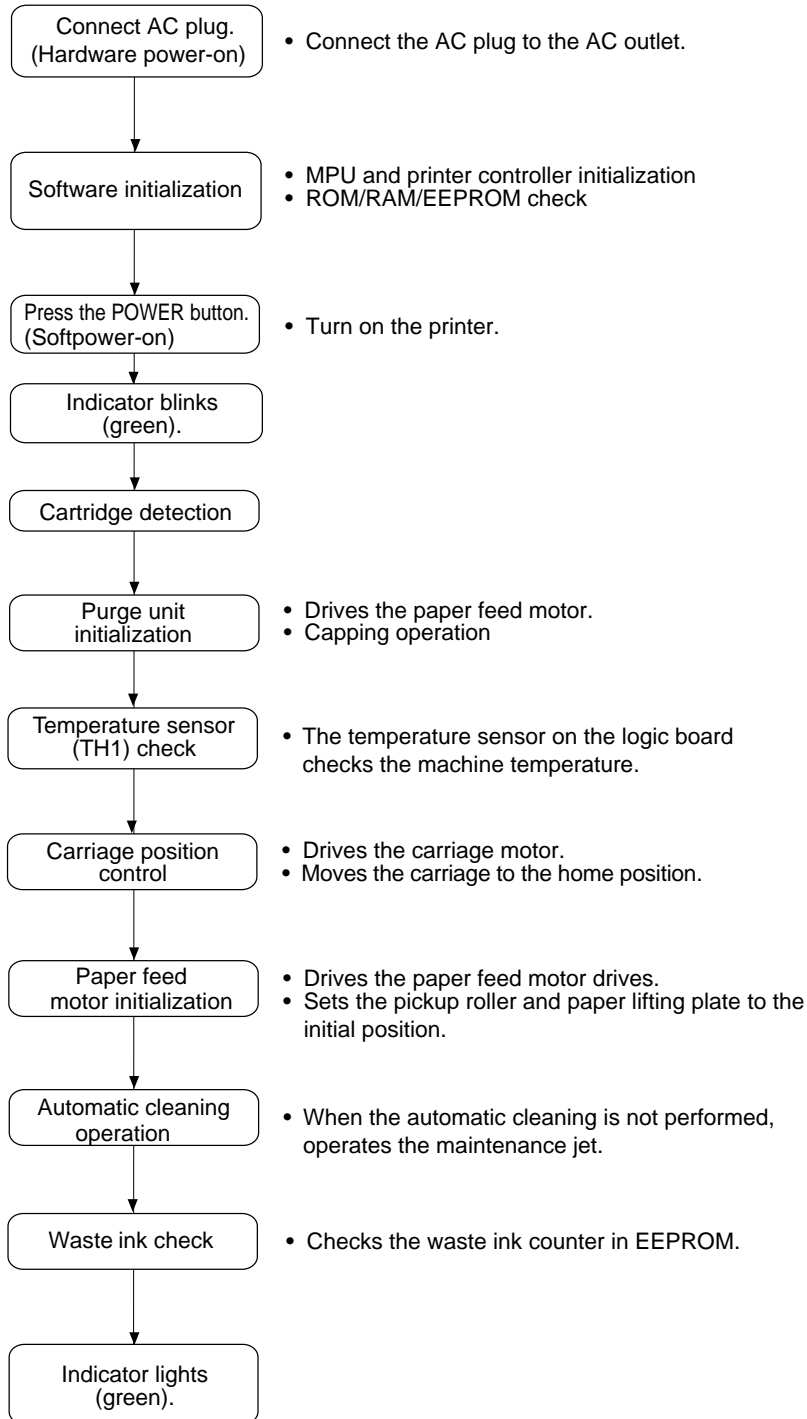 Connect AC plug.
(Hardware power-on)
• Connect the AC plug to the AC outlet.
Software initialization
• MPU and printer controller initialization
• ROM/RAM/EEPROM check
Press the POWER button.
(Softpower-on)
• Turn on the printer.
Indicator blinks
(green).
Cartridge detection
Purge unit
initialization
• Drives the paper feed motor.
• Capping operation
Temperature sensor
(TH1) check
• The temperature sensor on the logic board
checks the machine temperature.
Carriage position
control
• Drives the carriage motor.
• Moves the carriage to the home position.
Paper feed
motor initialization
• Drives the paper feed motor drives.
• Sets the pickup roller and paper lifting plate to the
initial position.
Automatic cleaning
operation
• When the automatic cleaning is not performed,
operates the maintenance jet.
Waste ink check
• Checks the waste ink counter in EEPROM.
Indicator lights
(green).